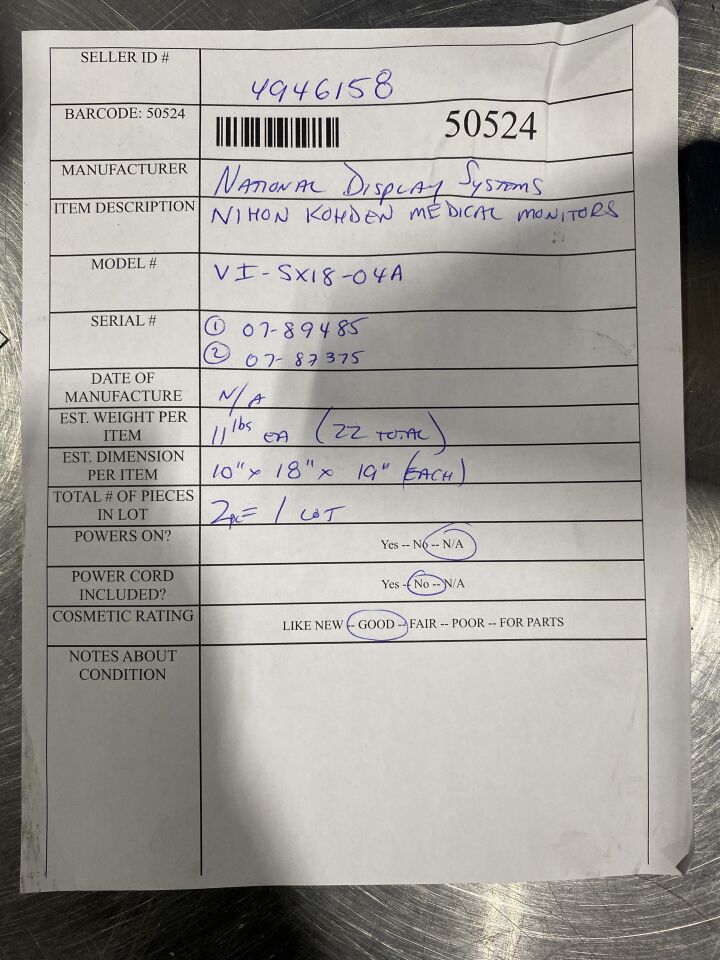 SELLER ID #
4946158
BARCODE: 50524
50524
MANUFACTURER
NATIONAL DISPLAY SYSTEMS
ITEM DESCRIPTION
NIHON KOHDEN MEDICAL MONITORS
MODEL #
VI-SX18-04A
SERIAL #
① 07-89485
② 07-87375
DATE OF
MANUFACTURE
N/A
EST. WEIGHT PER
ITEM
11 lbs EA (22 TOTAL)
EST. DIMENSION
PER ITEM
10" x 18" x 19" (EACH)
TOTAL # OF PIECES
IN LOT
2pc = 1 LOT
POWERS ON?
Yes -- No -- N/A
POWER CORD
INCLUDED?
Yes -- No -- N/A
COSMETIC RATING
LIKE NEW -- GOOD -- FAIR -- POOR -- FOR PARTS
NOTES ABOUT
CONDITION